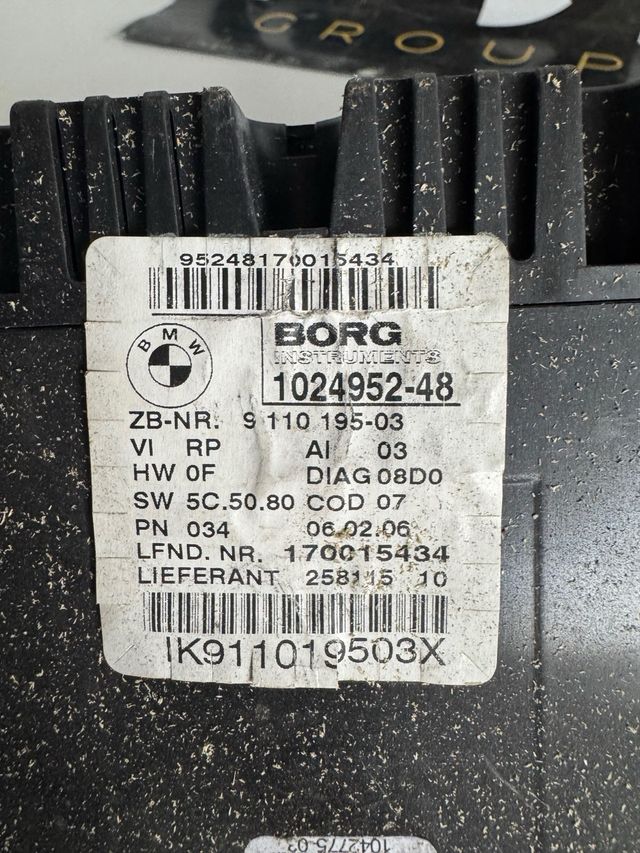 GROUP
95248170015434
BMW
BORG
INSTRUMENTS
1024952-48
ZB-NR. 9 110 195-03
VI RP AI 03
HW 0F DIAG 08D0
SW 5C.50.80 COD 07
PN 034 06.02.06
LFND. NR. 170015434
LIEFERANT 258115 10
IK911019503X
1042775 03